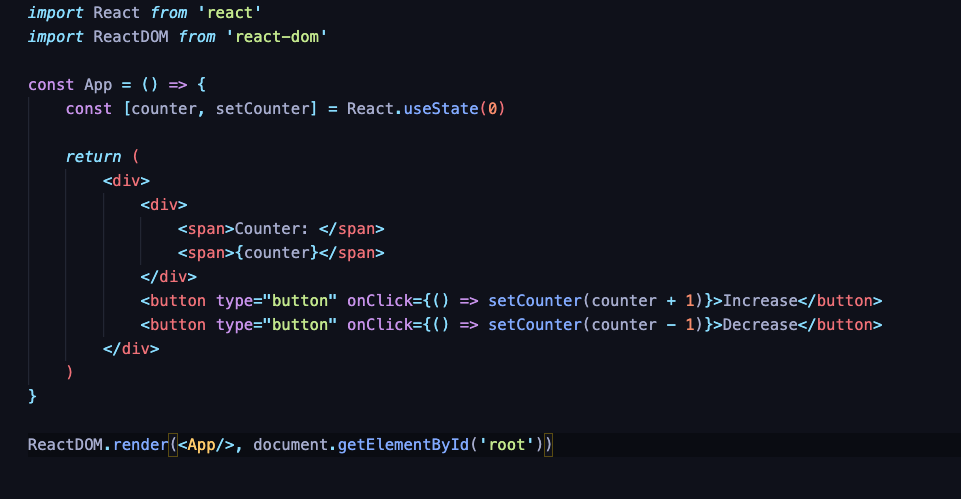 import React from 'react'
import ReactDOM from 'react-dom'

const App = () => {
    const [counter, setCounter] = React.useState(0)

    return (
        <div>
            <div>
                <span>Counter: </span>
                <span>{counter}</span>
            </div>
            <button type="button" onClick={() => setCounter(counter + 1)}>Increase</button>
            <button type="button" onClick={() => setCounter(counter - 1)}>Decrease</button>
        </div>
    )
}

ReactDOM.render(<App/>, document.getElementById('root'))